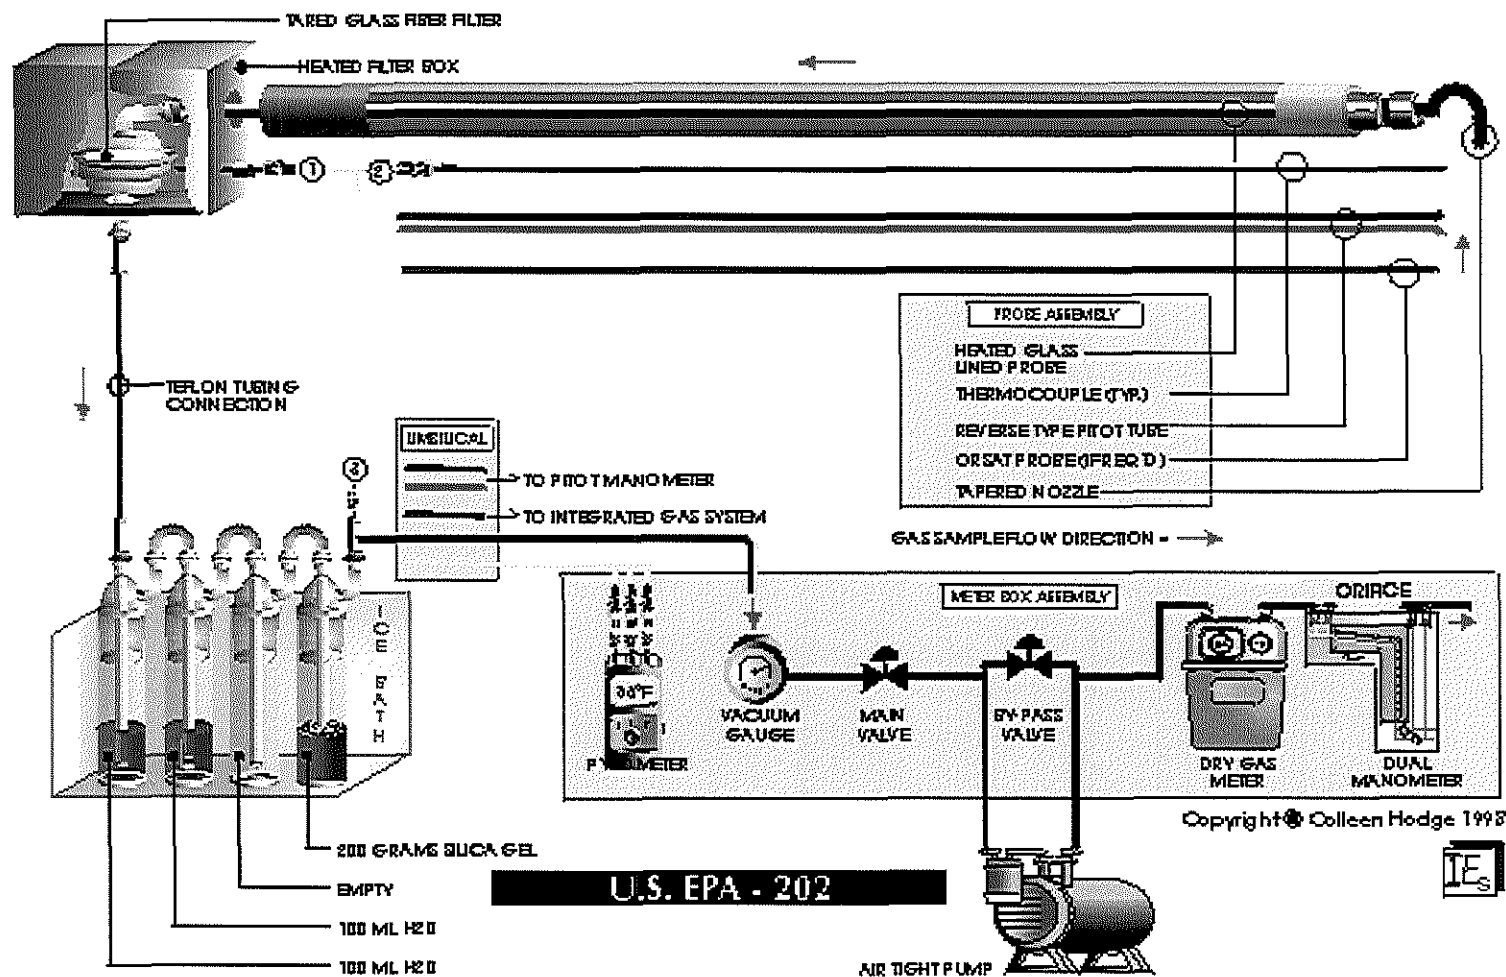 TARED GLASS FIBER FILTER
HEATED FILTER BOX
1
2
PROBE ASSEMBLY
HEATED GLASS
LINED PROBE
THERMOCOUPLE (TYP.)
REVERSE TYPE PITOT TUBE
ORSAT PROBE (IF REQ'D)
TAPERED NOZZLE
TEFLON TUBING
CONNECTION
UMBILICAL
TO PITOT MANOMETER
TO INTEGRATED GAS SYSTEM
GAS SAMPLE FLOW DIRECTION =
ICE BATH
METER BOX ASSEMBLY
ORIFICE
°F
VACUUM
GAUGE
MAIN
VALVE
BY-PASS
VALVE
DRY GAS
METER
DUAL
MANOMETER
PYROMETER
Copyright © Colleen Hodge 1998
200 GRAMS SILICA GEL
EMPTY
100 ML H2O
100 ML H2O
U.S. EPA - 202
AIR TIGHT PUMP
IES